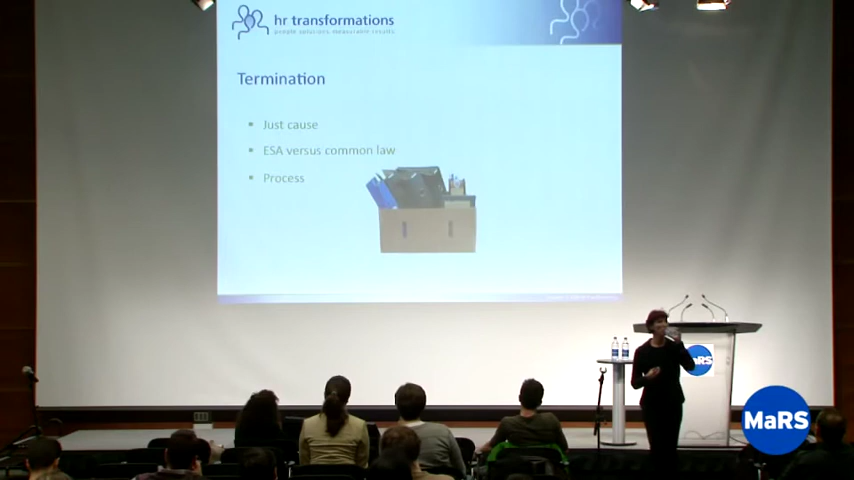 hr transformations
people solutions. measurable results.
Termination
Just cause
ESA versus common law
Process
MaRS
MaRS